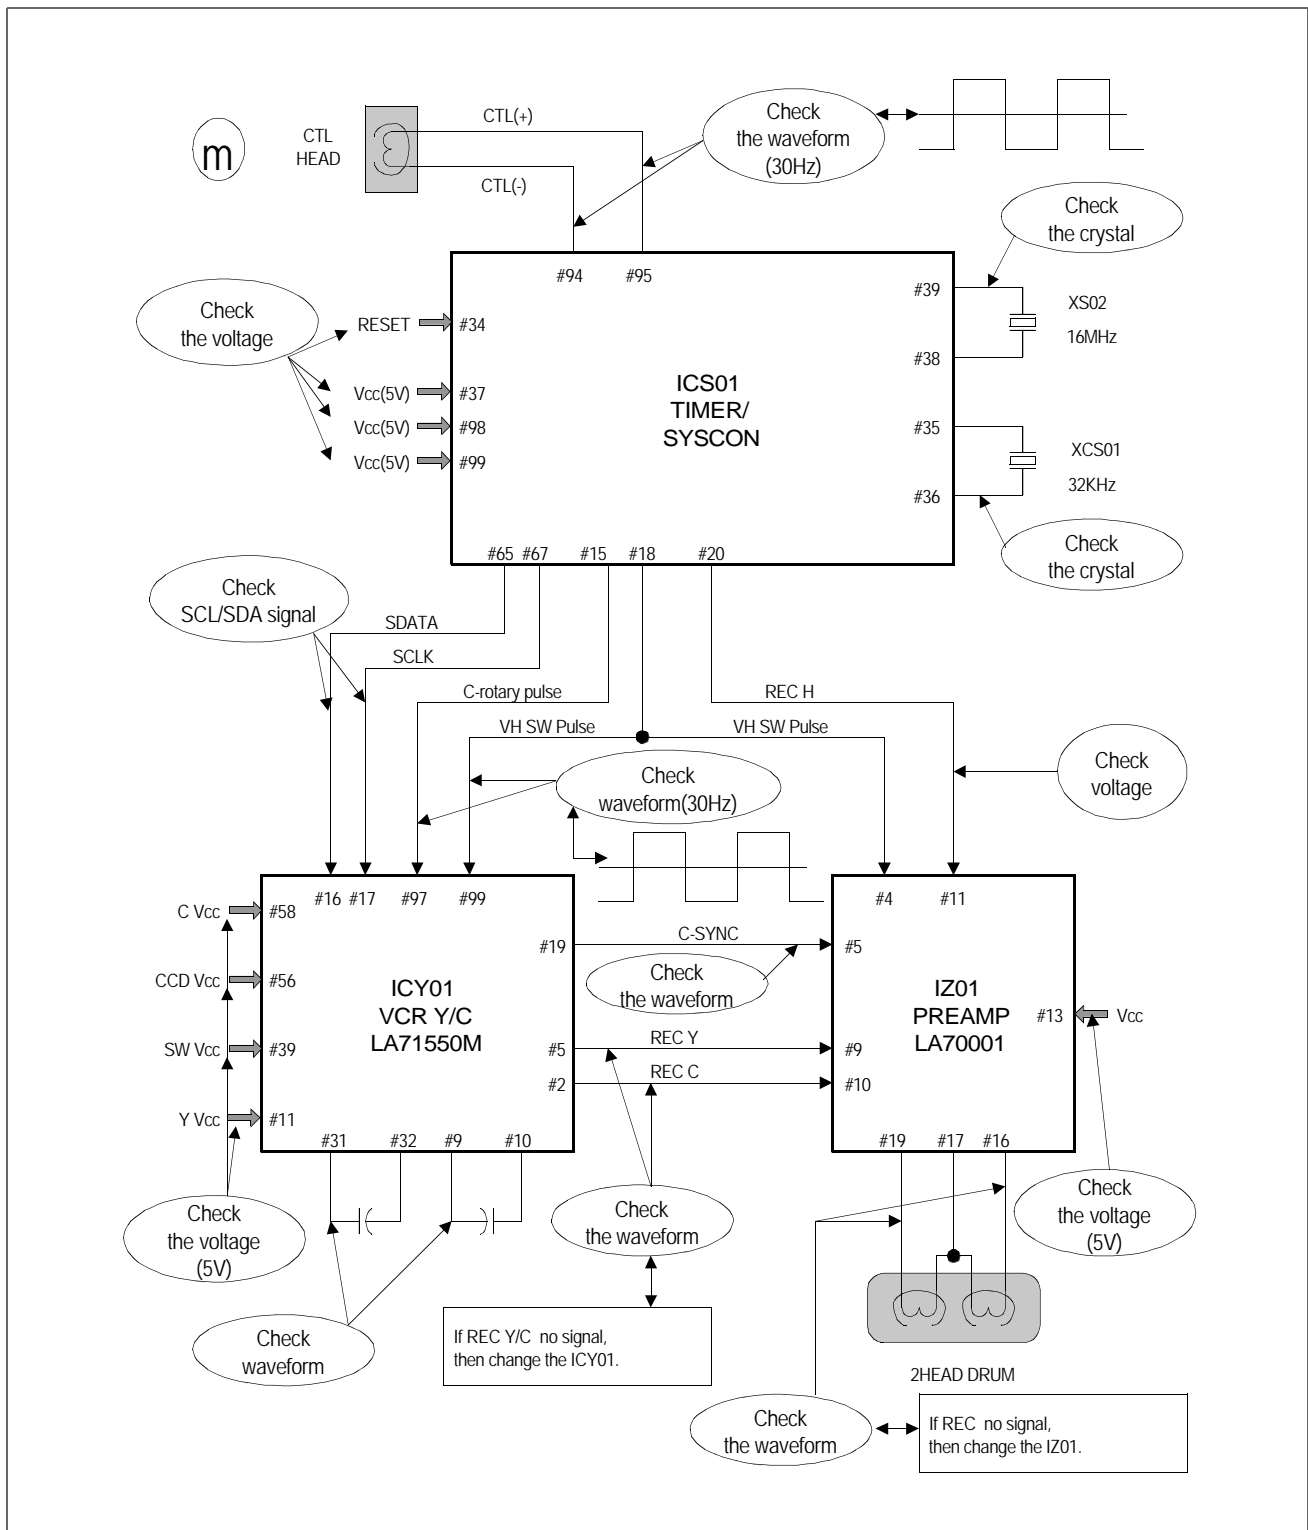 m
CTL
HEAD
CTL(+)
CTL(-)
Check
the waveform
(30Hz)
Check
the crystal
#94
#95
#39
XS02
16MHz
#38
Check
the voltage
RESET
#34
Vcc(5V)
#37
Vcc(5V)
#98
Vcc(5V)
#99
ICS01
TIMER/
SYSCON
#35
XCS01
32KHz
#36
Check
the crystal
#65
#67
#15
#18
#20
Check
SCL/SDA signal
SDATA
SCLK
C-rotary pulse
REC H
VH SW Pulse
VH SW Pulse
Check
waveform(30Hz)
Check
voltage
#16
#17
#97
#99
#4
#11
C Vcc
#58
CCD Vcc
#56
SW Vcc
#39
Y Vcc
#11
ICY01
VCR Y/C
LA71550M
#19
C-SYNC
#5
Check
the waveform
IZ01
PREAMP
LA70001
#13
Vcc
#5
REC Y
#9
#2
REC C
#10
#31
#32
#9
#10
#19
#17
#16
Check
the voltage
(5V)
Check
the waveform
Check
the voltage
(5V)
Check
waveform
If REC Y/C  no signal,
then change the ICY01.
2HEAD DRUM
Check
the waveform
If REC  no signal,
then change the IZ01.